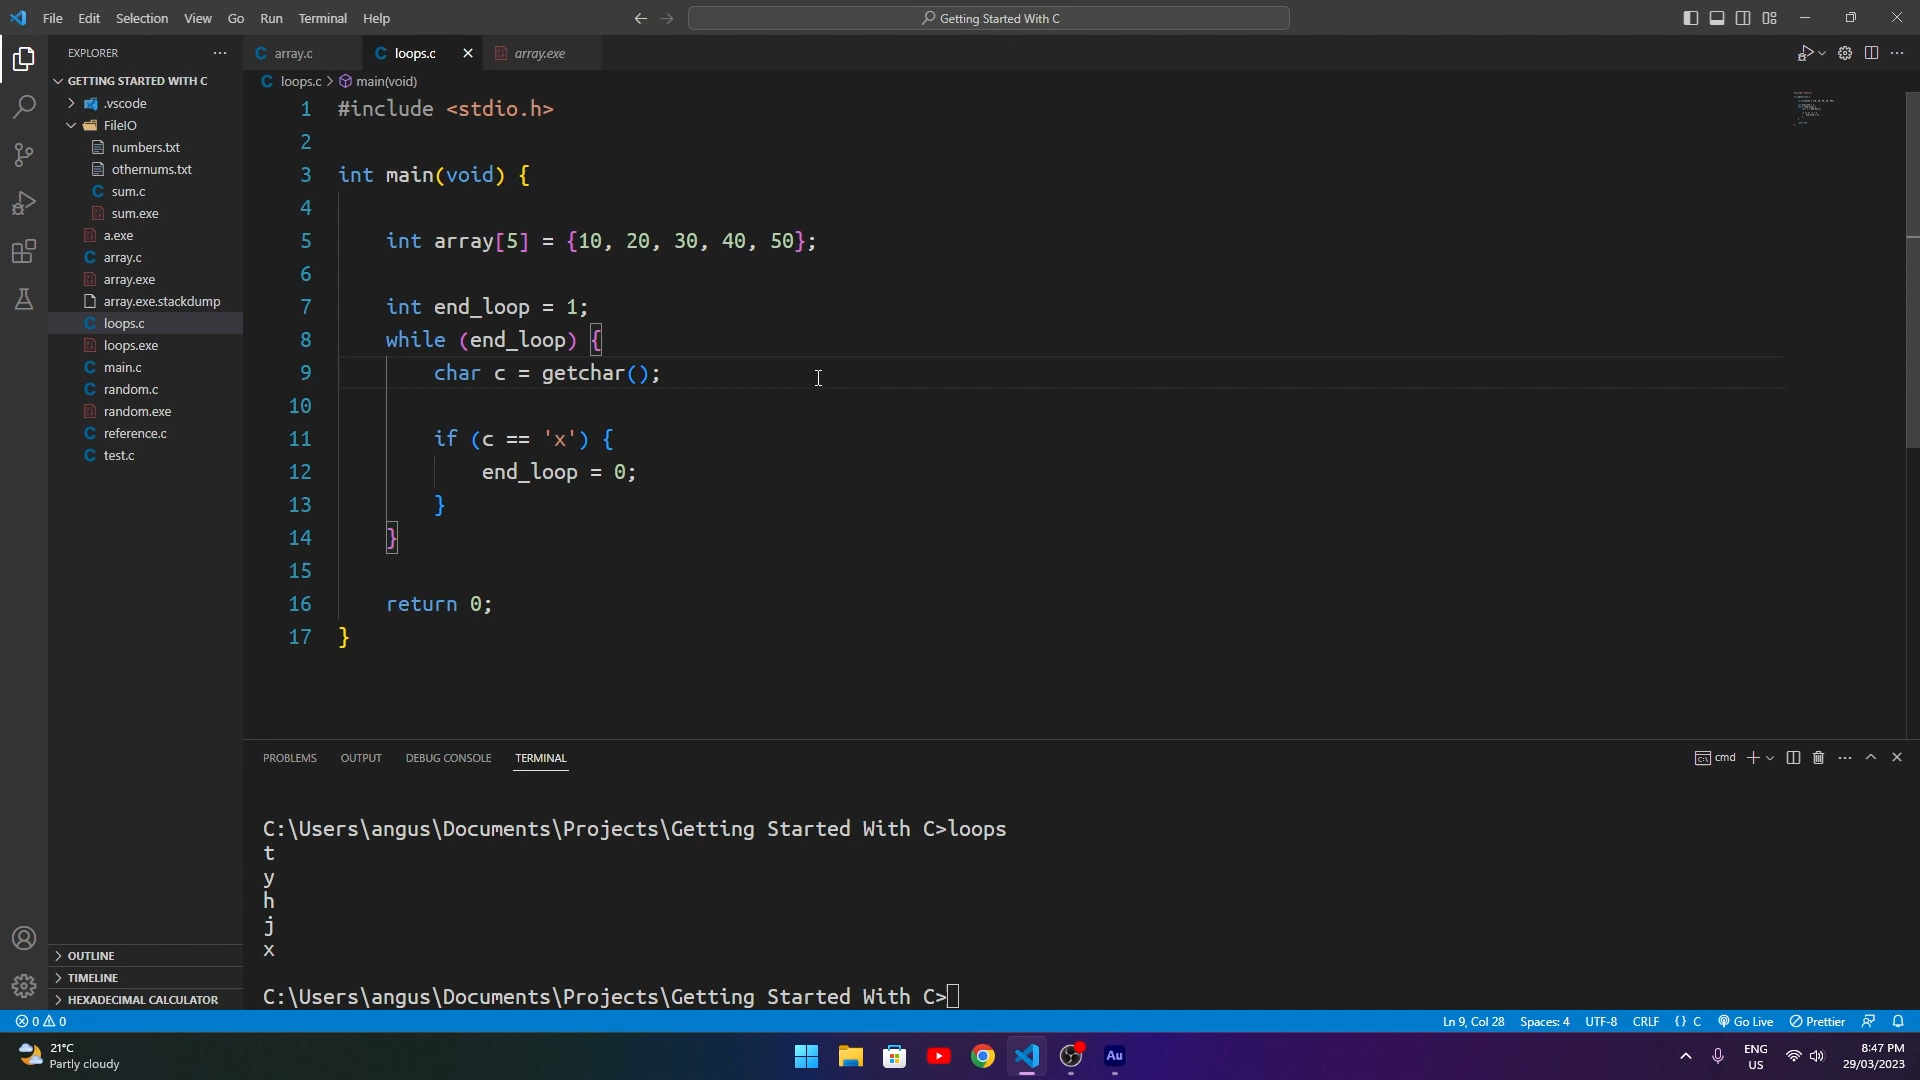 File Edit Selection View Go Run Terminal Help
Getting Started With C
EXPLORER
GETTING STARTED WITH C
.vscode
FileIO
numbers.txt
othernums.txt
sum.c
sum.exe
a.exe
array.c
array.exe
array.exe.stackdump
loops.c
loops.exe
main.c
random.c
random.exe
reference.c
test.c
OUTLINE
TIMELINE
HEXADECIMAL CALCULATOR
C array.c C loops.c array.exe
C loops.c > main(void)
1 #include <stdio.h>
2
3 int main(void) {
4
5 int array[5] = {10, 20, 30, 40, 50};
6
7 int end_loop = 1;
8 while (end_loop) {
9 char c = getchar();
10
11 if (c == 'x') {
12 end_loop = 0;
13 }
14 }
15
16 return 0;
17 }
PROBLEMS OUTPUT DEBUG CONSOLE TERMINAL
cmd
C:\Users\angus\Documents\Projects\Getting Started With C>loops
t
y
h
j
x
C:\Users\angus\Documents\Projects\Getting Started With C>
0 0
Ln 9, Col 28 Spaces: 4 UTF-8 CRLF {} C Go Live Prettier
21°C
Partly cloudy
Au
ENG
US
8:47 PM
29/03/2023